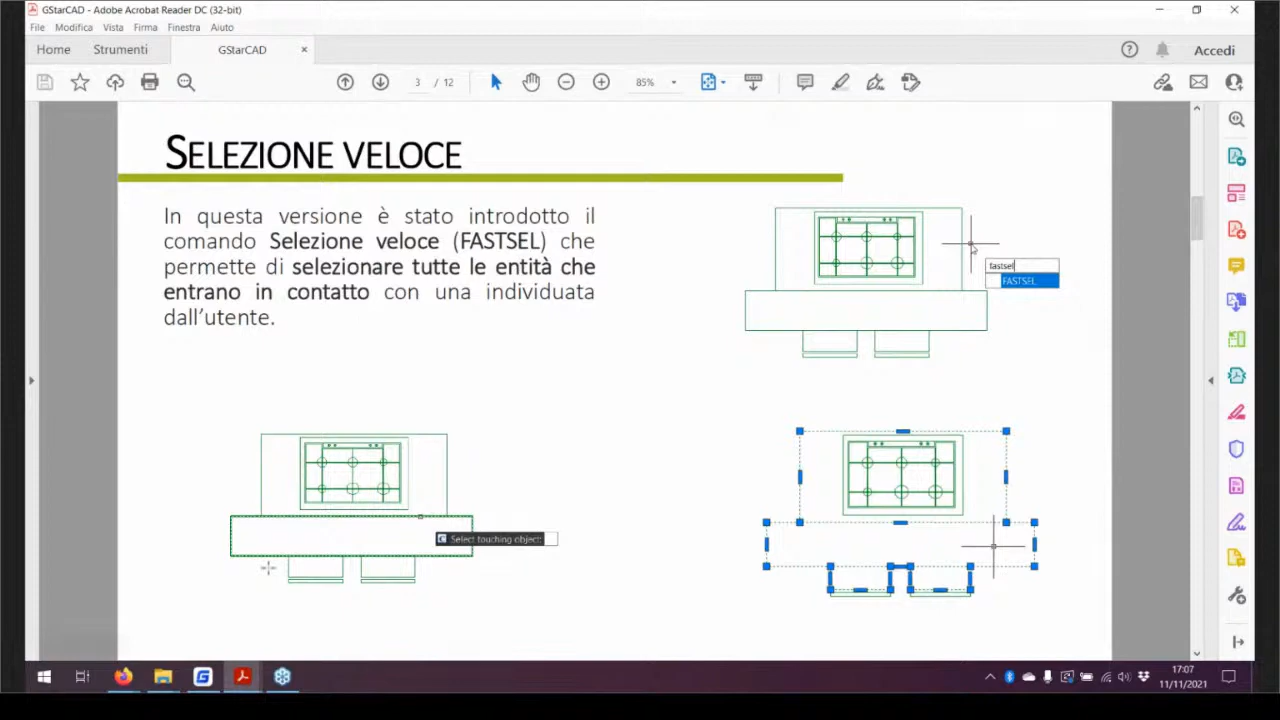 GStarCAD - Adobe Acrobat Reader DC (32-bit)
File Modifica Vista Firma Finestra Aiuto
Home Strumenti GStarCAD × Accedi
3 / 12 85%
SELEZIONE VELOCE
In questa versione è stato introdotto il
comando Selezione veloce (FASTSEL) che
permette di selezionare tutte le entità che
entrano in contatto con una individuata
dall'utente.
fastsel
FASTSEL
Select touching object:
17:07
11/11/2021